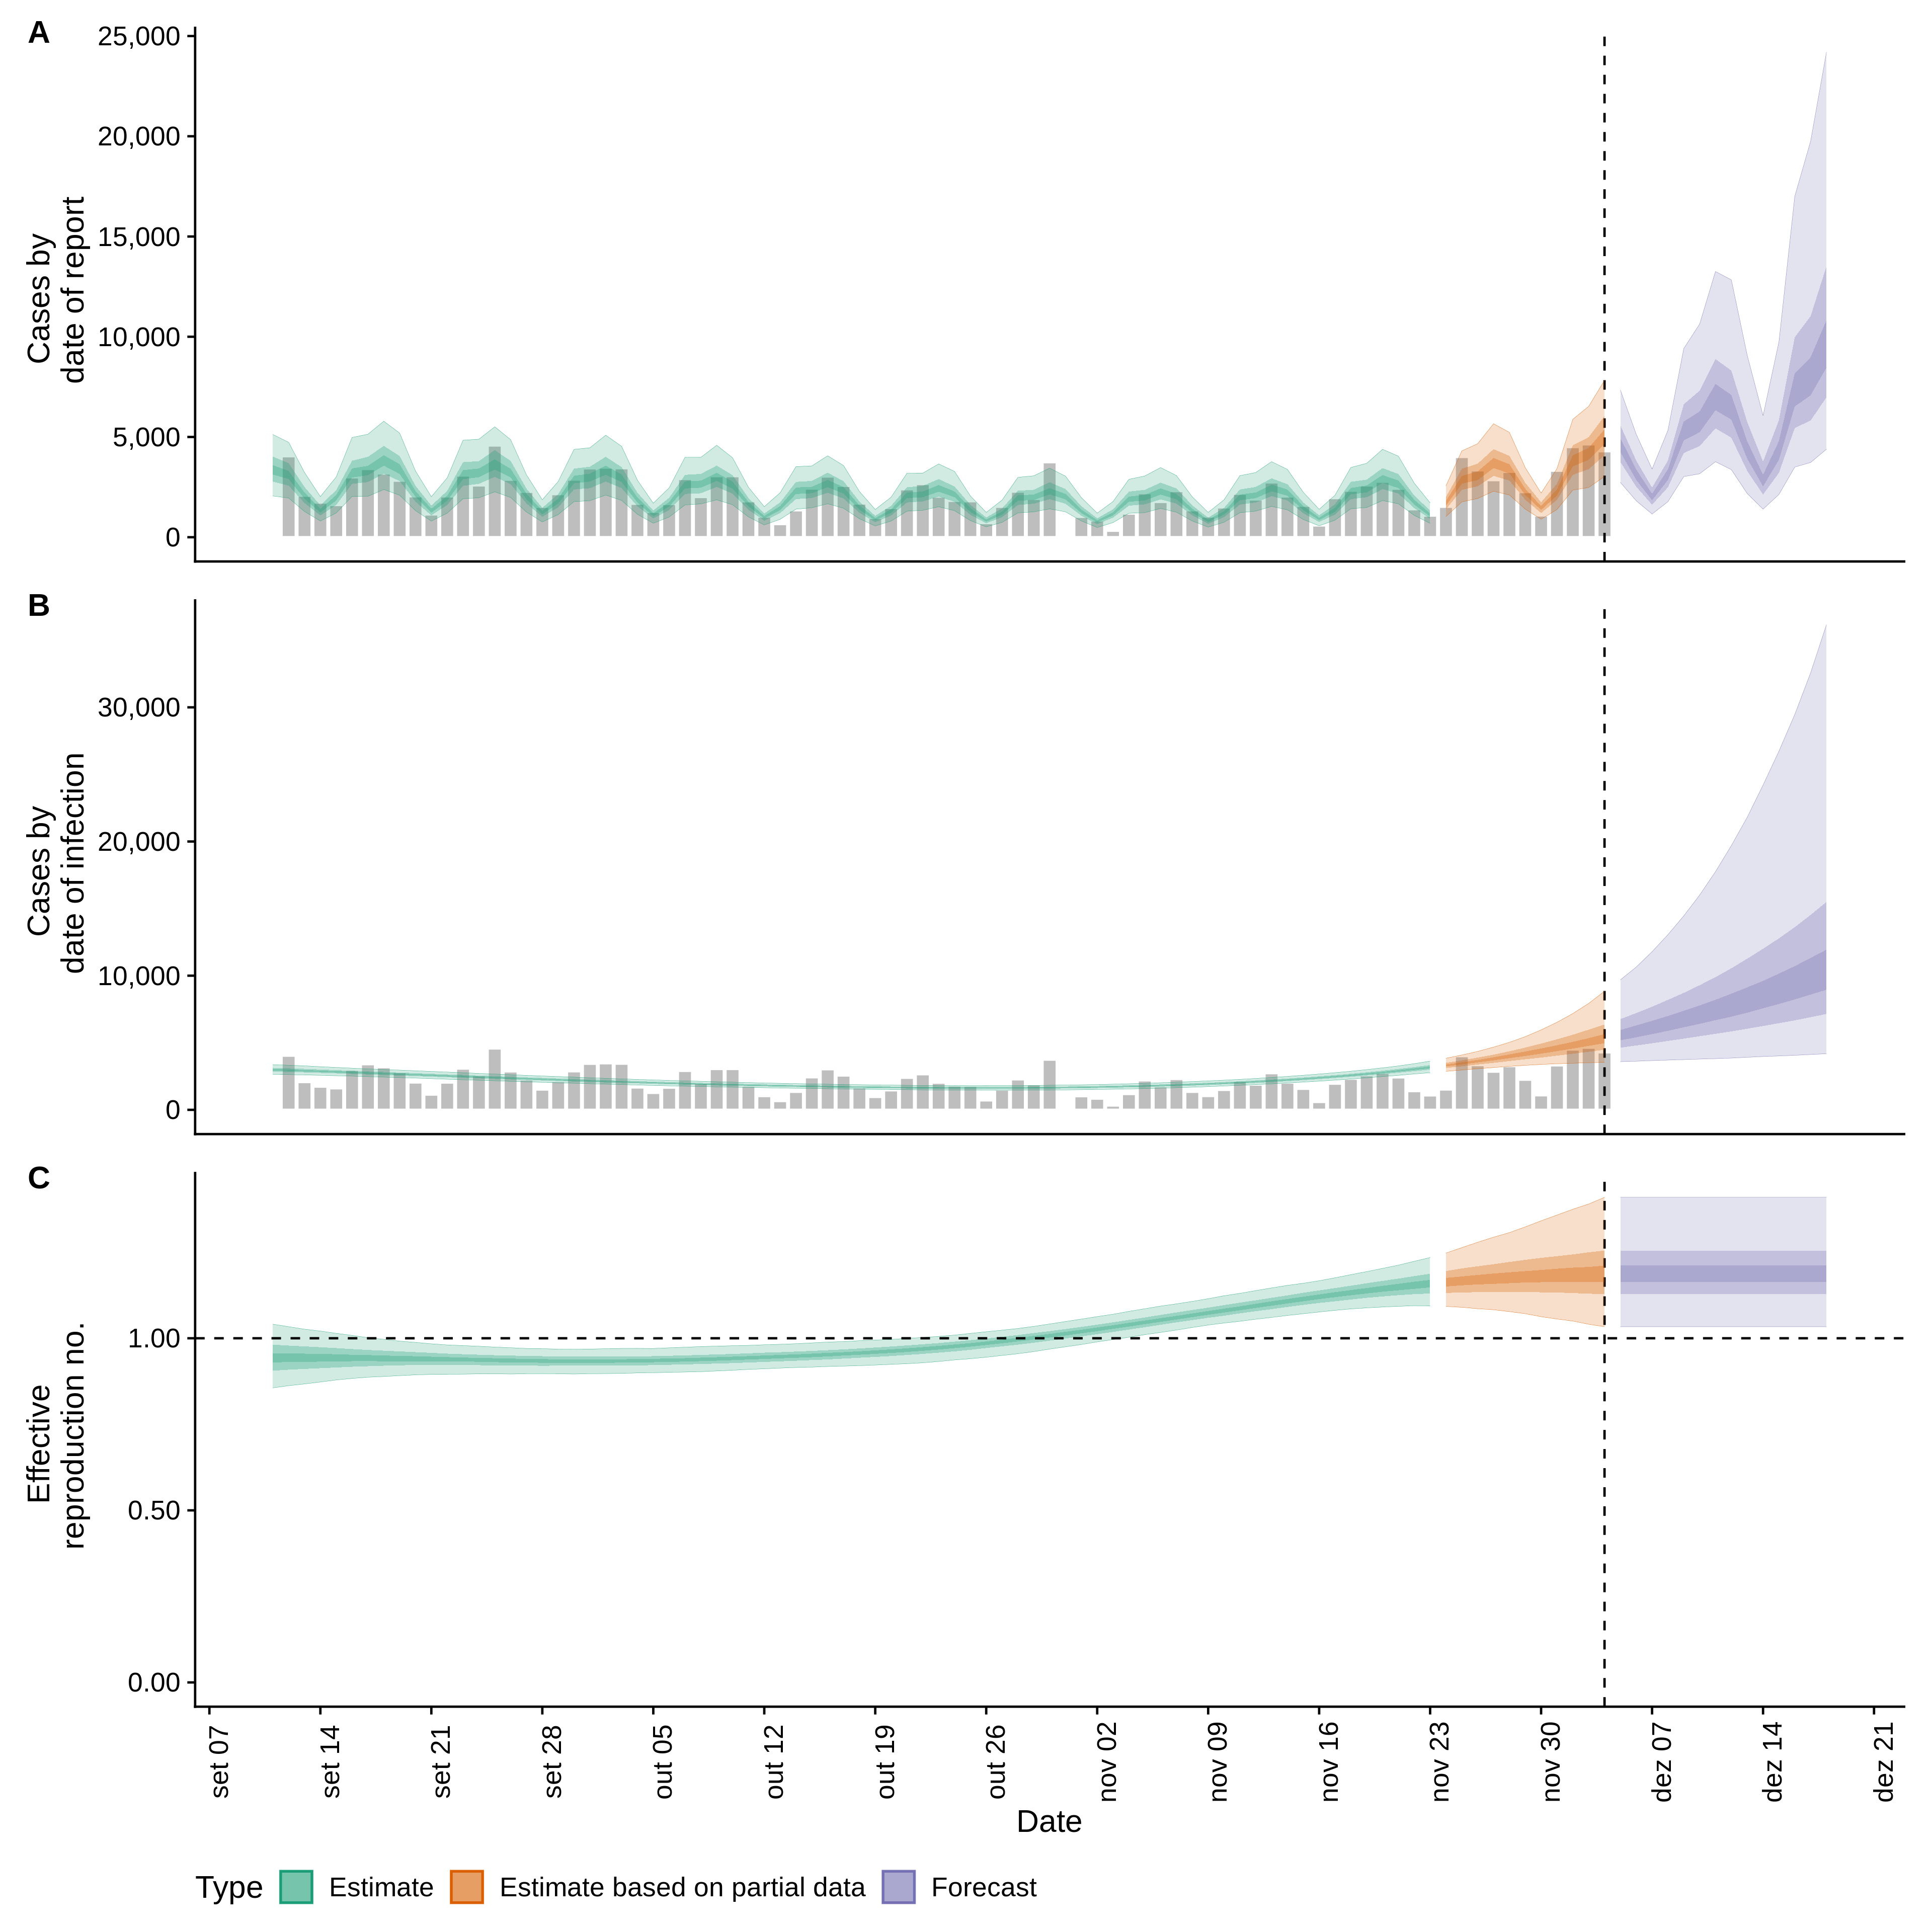 A
25,000
20,000
15,000
10,000
5,000
0
Cases by
date of report
B
30,000
20,000
10,000
0
Cases by
date of infection
C
1.00
0.50
0.00
Effective
reproduction no.
set 07
set 14
set 21
set 28
out 05
out 12
out 19
out 26
nov 02
nov 09
nov 16
nov 23
nov 30
dez 07
dez 14
dez 21
Date
Type Estimate Estimate based on partial data Forecast